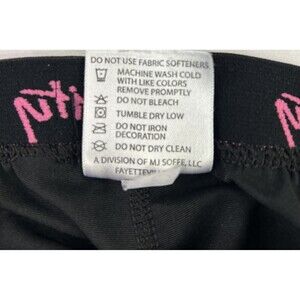 DO NOT USE FABRIC SOFTENERS
MACHINE WASH COLD
WITH LIKE COLORS
REMOVE PROMPTLY
DO NOT BLEACH
TUMBLE DRY LOW
DO NOT IRON
DECORATION
DO NOT DRY CLEAN
A DIVISION OF MJ SOFFE, LLC